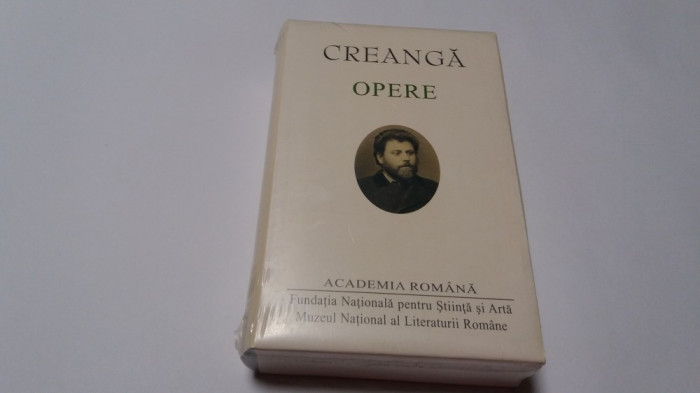 CREANGĂ
OPERE
ACADEMIA ROMÂNĂ
Fundația Națională pentru Știință și Artă
Muzeul Național al Literaturii Române